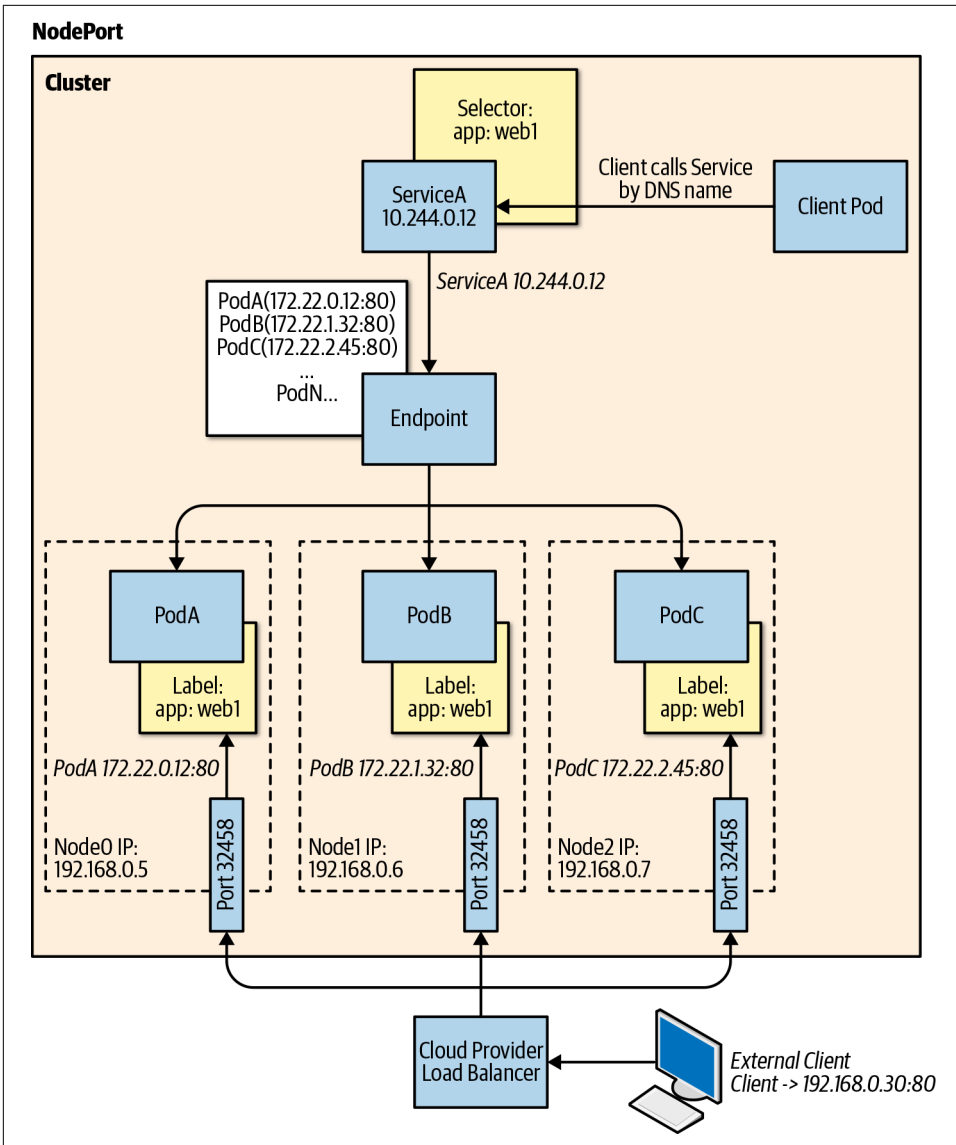 NodePort
Cluster
Selector:
app: web1
ServiceA
10.244.0.12
Client calls Service
by DNS name
Client Pod
ServiceA 10.244.0.12
PodA(172.22.0.12:80)
PodB(172.22.1.32:80)
PodC(172.22.2.45:80)
...
PodN...
Endpoint
PodA
Label:
app: web1
PodA 172.22.0.12:80
Node0 IP:
192.168.0.5
Port 32458
PodB
Label:
app: web1
PodB 172.22.1.32:80
Node1 IP:
192.168.0.6
Port 32458
PodC
Label:
app: web1
PodC 172.22.2.45:80
Node2 IP:
192.168.0.7
Port 32458
Cloud Provider
Load Balancer
External Client
Client -> 192.168.0.30:80